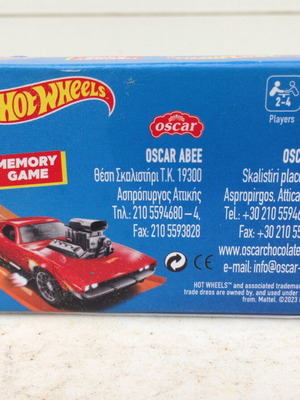 HOT WHEELS
MEMORY
GAME
oscar
OSCAR ABEE
Θέση Σκαλιστήρι Τ.Κ. 19300
Ασπρόπυργος Αττικής
Τηλ.: 210 5594680 – 4,
Fax: 210 5593828
2-4
Players
OSC
Skalistiri place
Aspropirgos, Attica
Tel.: +30 210 5594
Fax: +30 210 55
www.oscarchocolate
e-mail: info@oscar-
HOT WHEELS™ and associated trademar
trade dress are owned by, and used under
from, Mattel. ©2023